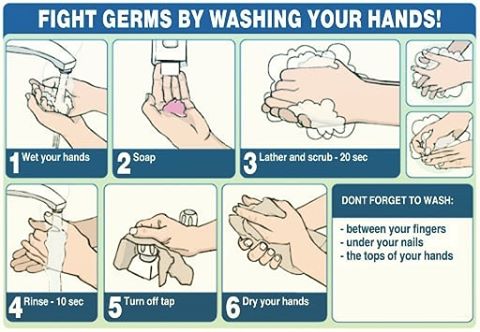 FIGHT GERMS BY WASHING YOUR HANDS!
1 Wet your hands
2 Soap
3 Lather and scrub - 20 sec
4 Rinse - 10 sec
5 Turn off tap
6 Dry your hands
DONT FORGET TO WASH:
- between your fingers
- under your nails
- the tops of your hands